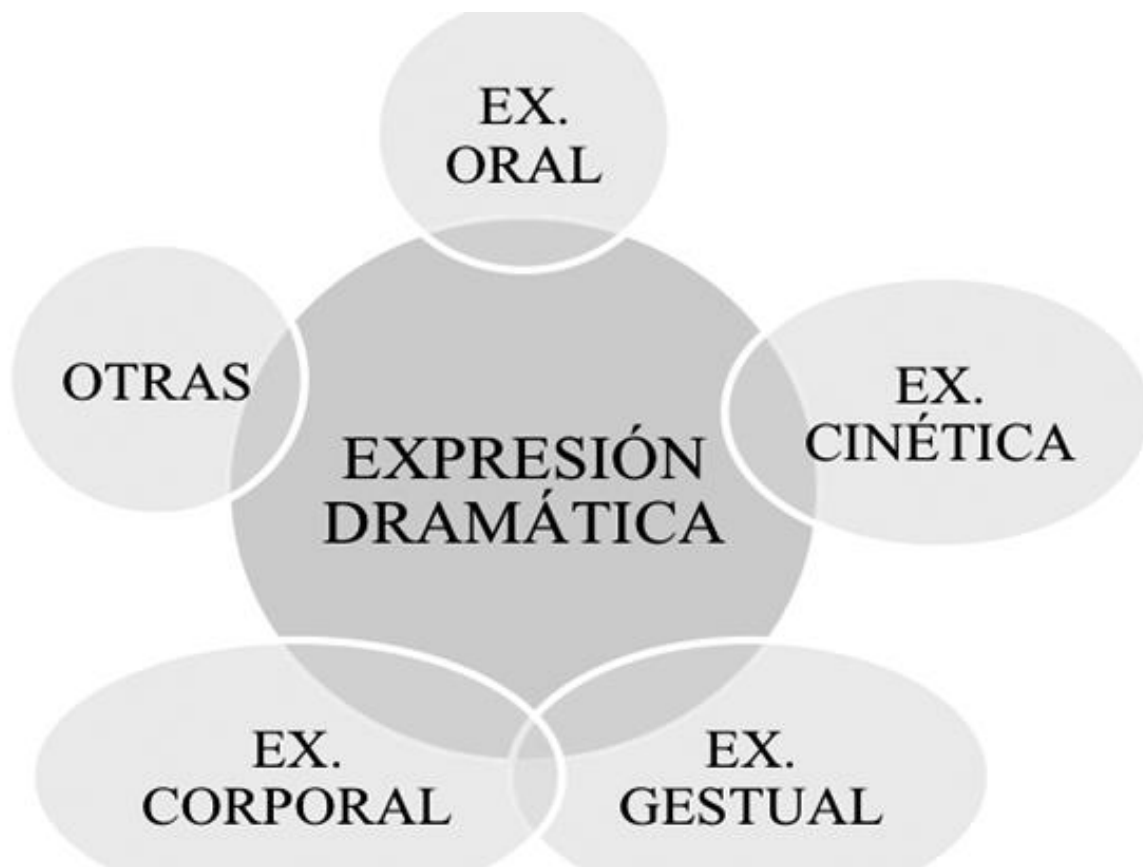 EX.
ORAL
OTRAS
EX.
CINÉTICA
EXPRESIÓN
DRAMÁTICA
EX.
CORPORAL
EX.
GESTUAL